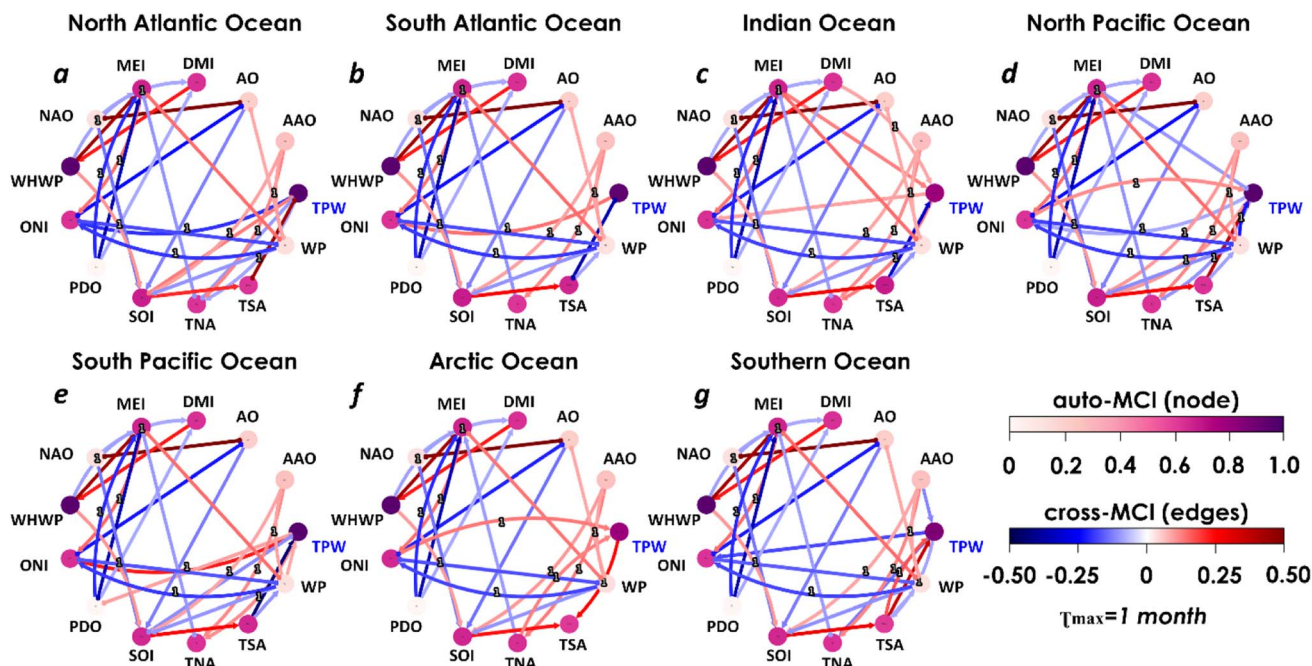 North Atlantic Ocean
South Atlantic Ocean
Indian Ocean
North Pacific Ocean
a
MEI
DMI
AO
NAO
AAO
WHWP
TPW
ONI
WP
PDO
SOI
TNA
TSA
b
MEI
DMI
AO
NAO
AAO
WHWP
TPW
ONI
WP
PDO
SOI
TNA
TSA
c
MEI
DMI
AO
NAO
AAO
WHWP
TPW
ONI
WP
PDO
SOI
TNA
TSA
d
MEI
DMI
AO
NAO
AAO
WHWP
TPW
ONI
WP
PDO
SOI
TNA
TSA
South Pacific Ocean
Arctic Ocean
Southern Ocean
e
MEI
DMI
AO
NAO
AAO
WHWP
TPW
ONI
WP
PDO
SOI
TNA
TSA
f
MEI
DMI
AO
NAO
AAO
WHWP
TPW
ONI
WP
PDO
SOI
TNA
TSA
g
MEI
DMI
AO
NAO
AAO
WHWP
TPW
ONI
WP
PDO
SOI
TNA
TSA
auto-MCI (node)
0 0.2 0.4 0.6 0.8 1.0
cross-MCI (edges)
-0.50 -0.25 0 0.25 0.50
τmax=1 month